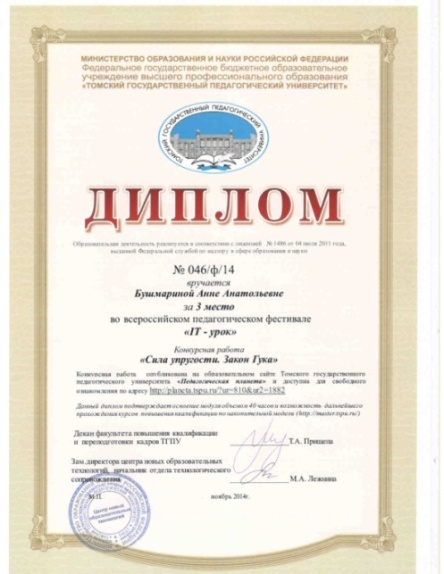 МИНИСТЕРСТВО ОБРАЗОВАНИЯ И НАУКИ РОССИЙСКОЙ ФЕДЕРАЦИИ
Федеральное государственное бюджетное образовательное
учреждение высшего профессионального образования
«ТОМСКИЙ ГОСУДАРСТВЕННЫЙ ПЕДАГОГИЧЕСКИЙ УНИВЕРСИТЕТ»
ТОМСКИЙ ГОСУДАРСТВЕННЫЙ ПЕДАГОГИЧЕСКИЙ УНИВЕРСИТЕТ
ДИПЛОМ
Образовательная деятельность реализуется в соответствии с лицензией № 1486 от 04 июля 2011 года,
выданной Федеральной службой по надзору в сфере образования и науки
№ 046/ф/14
вручается
Бушмариной Анне Анатольевне
за 3 место
во всероссийском педагогическом фестивале
«IT - урок»
Конкурсная работа
«Сила упругости. Закон Гука»
Конкурсная работа опубликована на образовательном сайте Томского государственного
педагогического университета «Педагогическая планета» и доступна для свободного
ознакомления по адресу http://planeta.tspu.ru/?ur=810&ur2=1882
Данный диплом подтверждает освоение модуля объемом 40 часов и возможность дальнейшего
прохождения курсов повышения квалификации по накопительной модели (http://master.tspu.ru/)
Декан факультета повышения квалификации
и переподготовки кадров ТГПУ
Т.А. Прищепа
Зам.директора центра новых образовательных
технологий, начальник отдела технологического
сопровождения
М.А. Лежнина
М.П.
ноябрь 2014г.
Центр новых
образовательных
технологий